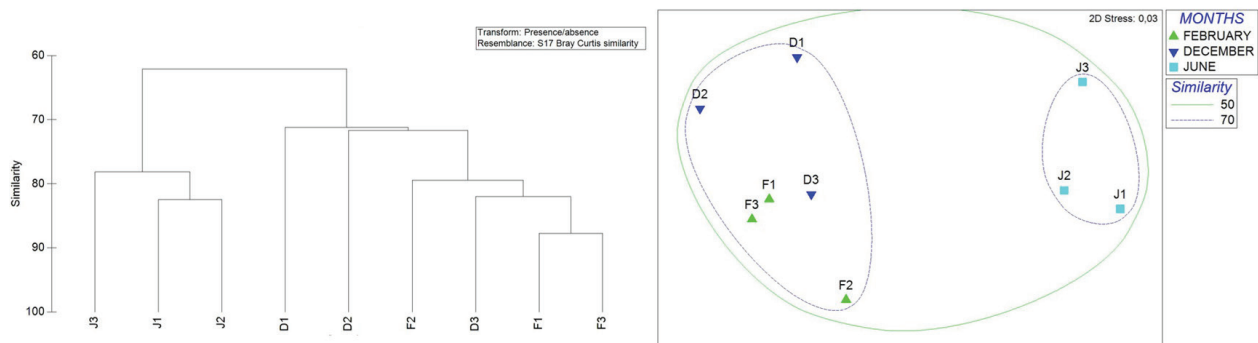 Transform: Presence/absence
Resemblance: S17 Bray Curtis similarity
60
70
80
90
100
Similarity
J3 J1 J2 D1 D2 F2 D3 F1 F3
2D Stress: 0,03
D1
D2
J3
F1
D3
F3
J2
J1
F2
MONTHS
FEBRUARY
DECEMBER
JUNE
Similarity
50
70